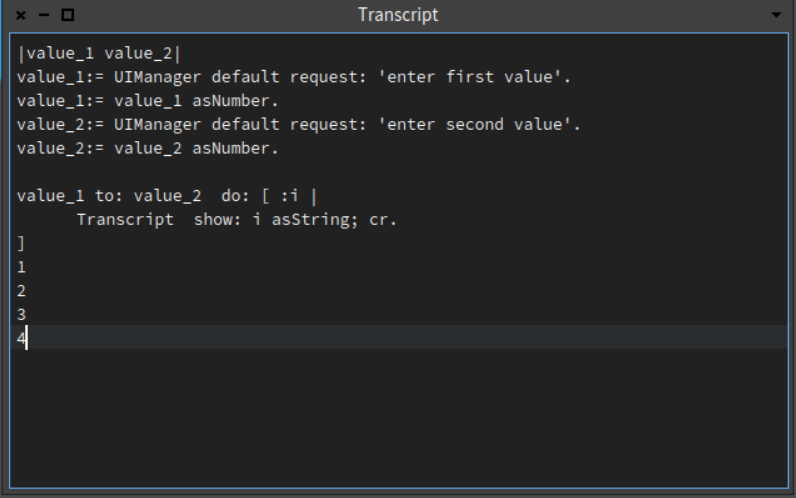 Transcript
|value_1 value_2|
value_1:= UIManager default request: 'enter first value'.
value_1:= value_1 asNumber.
value_2:= UIManager default request: 'enter second value'.
value_2:= value_2 asNumber.
value_1 to: value_2  do: [ :i |
      Transcript  show: i asString; cr.
]
1
2
3
4